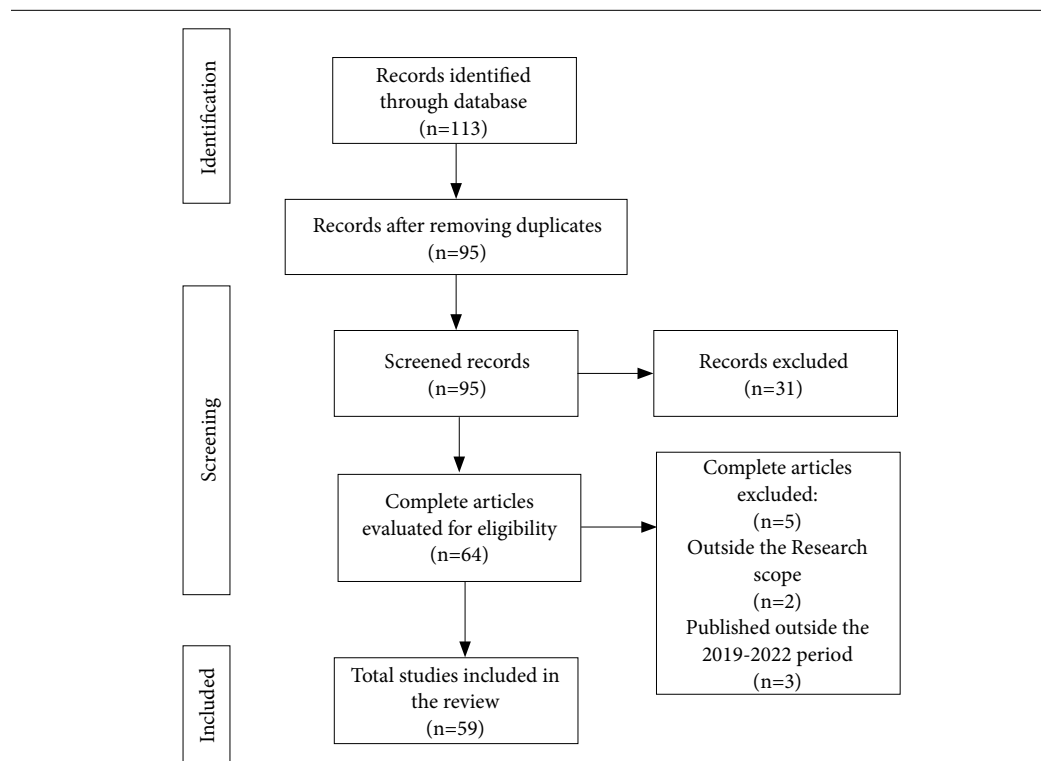 Identification
Records identified
through database
(n=113)
Records after removing duplicates
(n=95)
Screening
Screened records
(n=95)
Records excluded
(n=31)
Complete articles
evaluated for eligibility
(n=64)
Complete articles
excluded:
(n=5)
Outside the Research
scope
(n=2)
Published outside the
2019-2022 period
(n=3)
Included
Total studies included in
the review
(n=59)